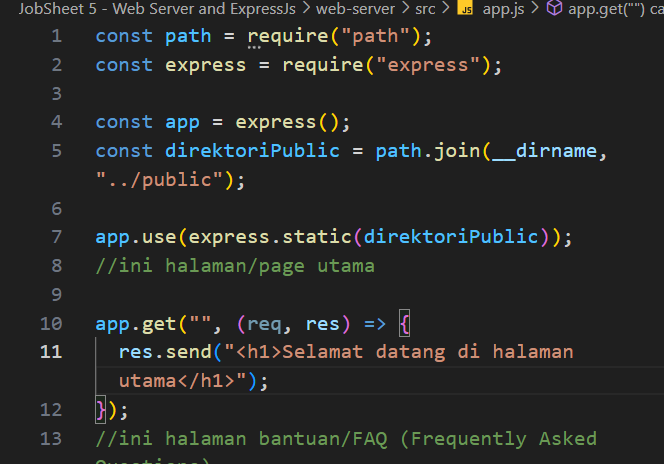 JobSheet 5 - Web Server and ExpressJs > web-server > src > JS app.js > app.get("") ca
1 const path = require("path");
2 const express = require("express");
3
4 const app = express();
5 const direktoriPublic = path.join(__dirname,
"../public");
6
7 app.use(express.static(direktoriPublic));
8 //ini halaman/page utama
9
10 app.get("", (req, res) => {
11 res.send("<h1>Selamat datang di halaman
utama</h1>");
12 });
13 //ini halaman bantuan/FAQ (Frequently Asked
Questions)